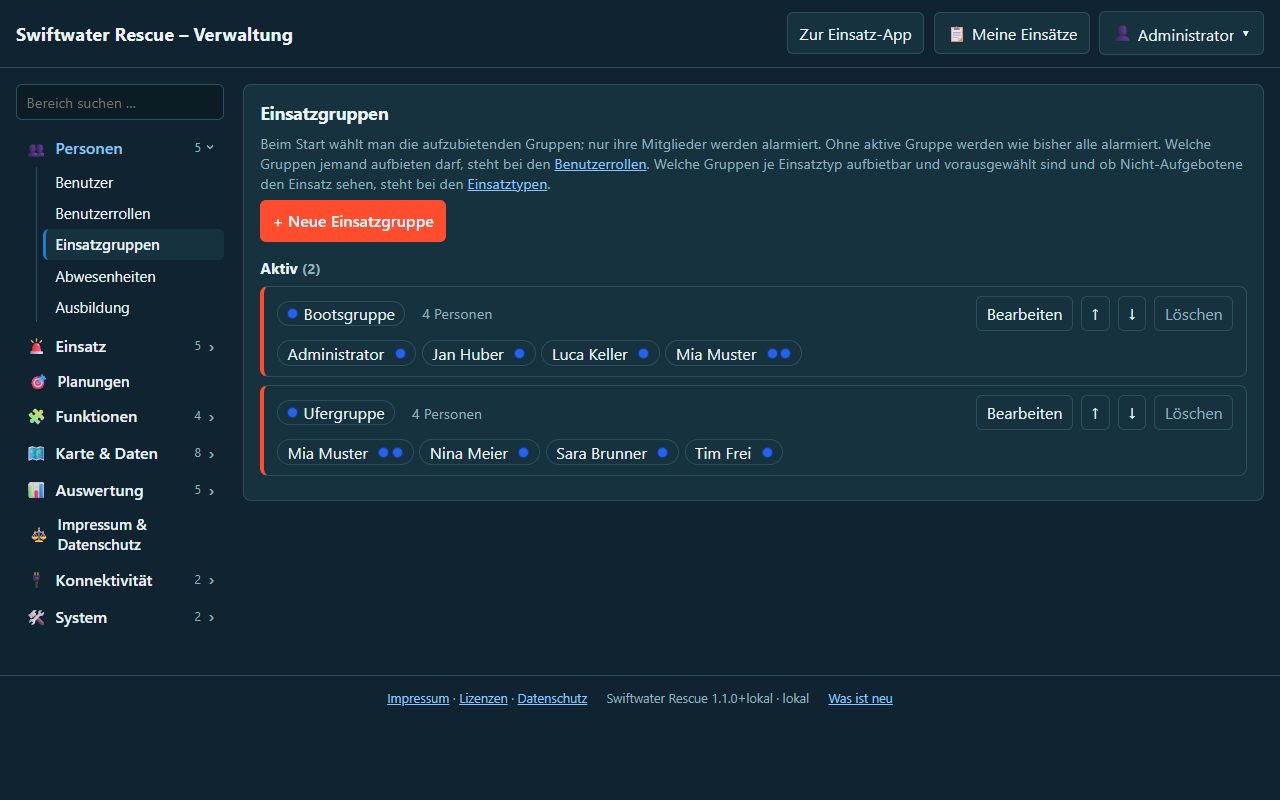 Swiftwater Rescue – Verwaltung
Zur Einsatz-App
Meine Einsätze
Administrator ▾
Bereich suchen ...
Personen 5
Benutzer
Benutzerrollen
Einsatzgruppen
Abwesenheiten
Ausbildung
Einsatz 5 ›
Planungen
Funktionen 4 ›
Karte & Daten 8 ›
Auswertung 5 ›
Impressum &
Datenschutz
Konnektivität 2 ›
System 2 ›
Einsatzgruppen
Beim Start wählt man die aufzubietenden Gruppen; nur ihre Mitglieder werden alarmiert. Ohne aktive Gruppe werden wie bisher alle alarmiert. Welche
Gruppen jemand aufbieten darf, steht bei den Benutzerrollen. Welche Gruppen je Einsatztyp aufbietbar und vorausgewählt sind und ob Nicht-Aufgebotene
den Einsatz sehen, steht bei den Einsatztypen.
+ Neue Einsatzgruppe
Aktiv (2)
Bootsgruppe 4 Personen Bearbeiten ↑ ↓ Löschen
Administrator Jan Huber Luca Keller Mia Muster
Ufergruppe 4 Personen Bearbeiten ↑ ↓ Löschen
Mia Muster Nina Meier Sara Brunner Tim Frei
Impressum · Lizenzen · Datenschutz Swiftwater Rescue 1.1.0+lokal · lokal Was ist neu